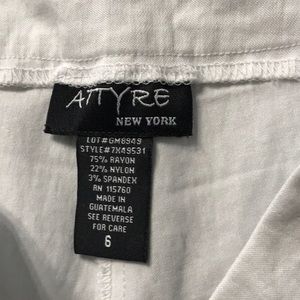 ATTYRE
NEW YORK
LOT#GM8949
STYLE#7X49531
75% RAYON
22% NYLON
3% SPANDEX
RN 115760
MADE IN
GUATEMALA
SEE REVERSE
FOR CARE
6